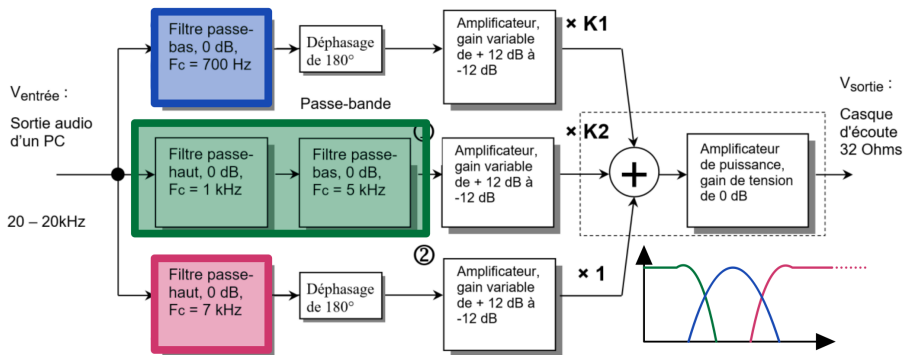 Filtre passe-
bas, 0 dB,
Fc = 700 Hz
Déphasage
de 180°
Amplificateur,
gain variable
de + 12 dB à
-12 dB
× K1
Ventrée :
Sortie audio
d'un PC
20 – 20kHz
Passe-bande
Filtre passe-
haut, 0 dB,
Fc = 1 kHz
Filtre passe-
bas, 0 dB,
Fc = 5 kHz
Amplificateur,
gain variable
de + 12 dB à
-12 dB
× K2
+
Amplificateur
de puissance,
gain de tension
de 0 dB
Vsortie :
Casque
d'écoute
32 Ohms
Filtre passe-
haut, 0 dB,
Fc = 7 kHz
Déphasage
de 180°
②
Amplificateur,
gain variable
de + 12 dB à
-12 dB
× 1